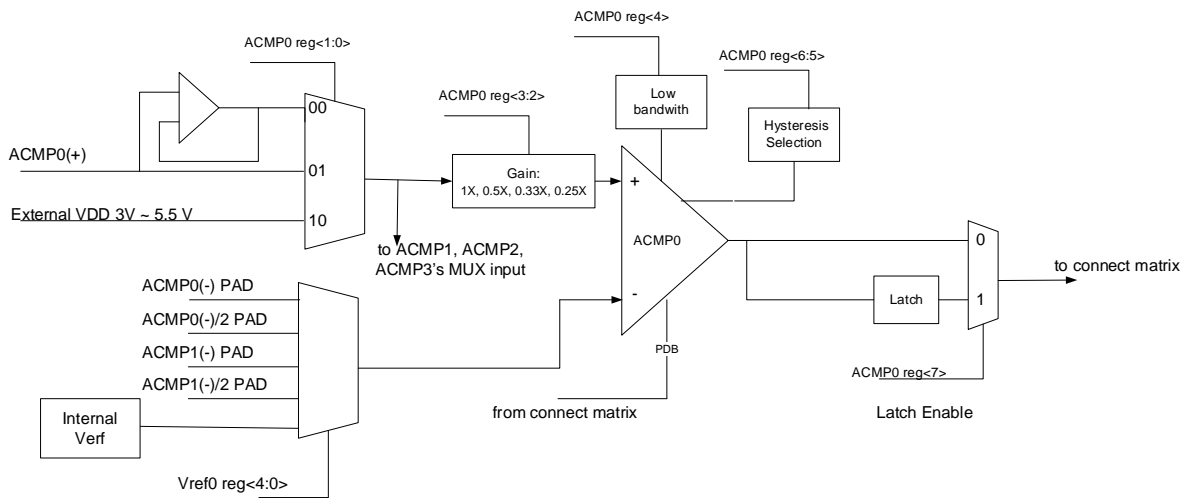 ACMP0 reg<4>
ACMP0 reg<1:0>
ACMP0 reg<6:5>
Low
bandwith
00
ACMP0 reg<3:2>
Hysteresis
Selection
ACMP0(+)
01
Gain:
1X, 0.5X, 0.33X, 0.25X
+
External VDD 3V ~ 5.5 V
10
ACMP0
0
to ACMP1, ACMP2,
ACMP3's MUX input
to connect matrix
ACMP0(-) PAD
-
Latch
1
ACMP0(-)/2 PAD
PDB
ACMP1(-) PAD
ACMP0 reg<7>
ACMP1(-)/2 PAD
from connect matrix
Latch Enable
Internal
Verf
Vref0 reg<4:0>